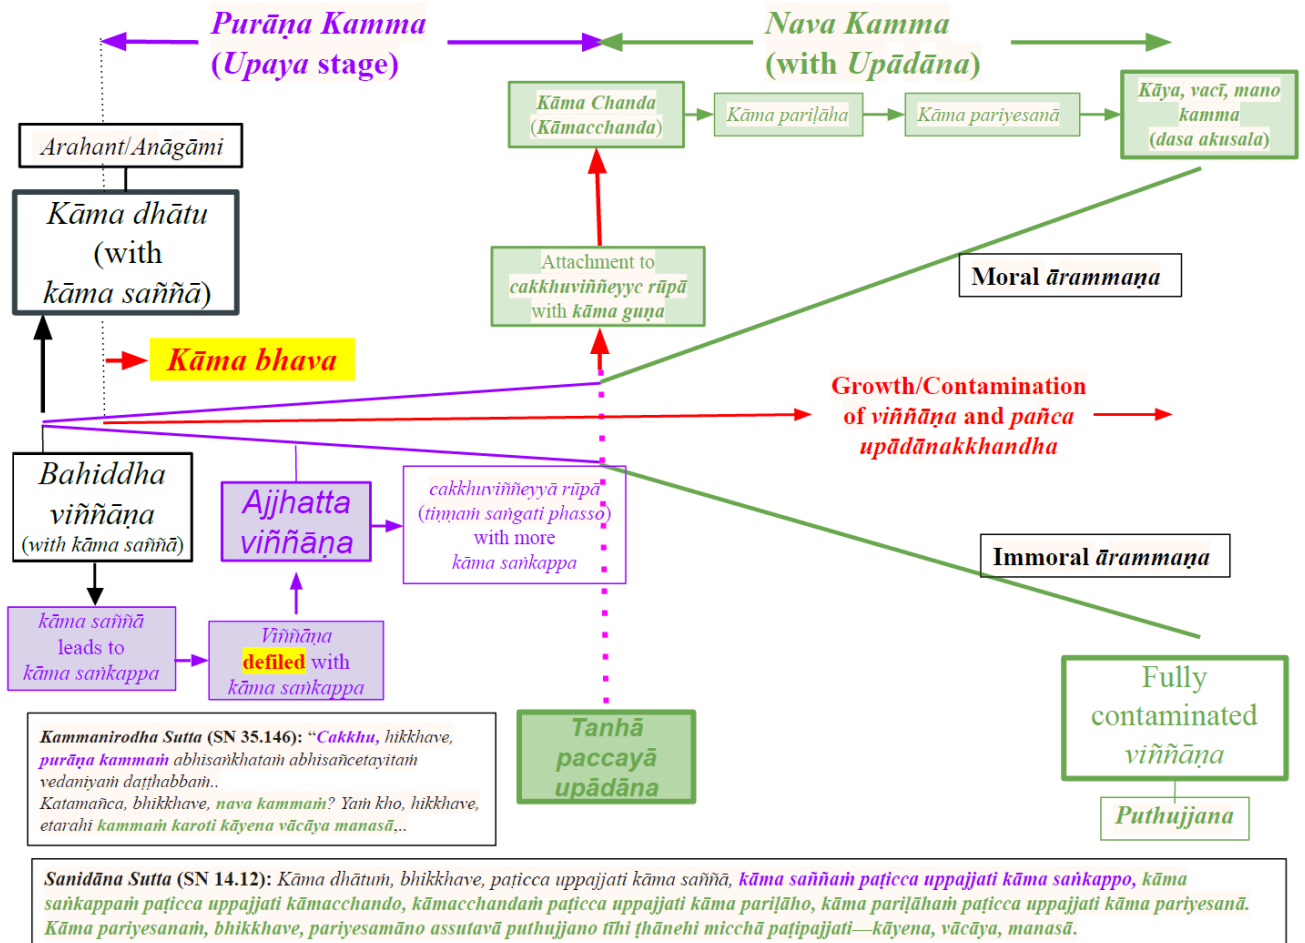 Purāṇa Kamma
(Upaya stage)
Nava Kamma
(with Upādāna)
Arahant/Anāgāmi
Kāma dhātu
(with
kāma saññā)
Kāma Chanda
(Kāmacchanda)
Kāma pariḷāha
Kāma pariyesanā
Kāya, vacī, mano
kamma
(dasa akusala)
Attachment to
cakkhuviññeyyc rūpā
with kāma guṇa
Moral ārammaṇa
Kāma bhava
Growth/Contamination
of viññāṇa and pañca
upādānakkhandha
Bahiddha
viññāṇa
(with kāma saññā)
Ajjhatta
viññāṇa
cakkhuviññeyyā rūpā
(tiṇṇaṁ saṅgati phasso)
with more
kāma saṅkappa
Immoral ārammaṇa
kāma saññā
leads to
kāma saṅkappa
Viññāṇa
defiled with
kāma saṅkappa
Tanhā
paccayā
upādāna
Fully
contaminated
viññāṇa
Puthujjana
Kammanirodha Sutta (SN 35.146): “Cakkhu, hikkhave,
purāṇa kammaṁ abhisaṅkhataṁ abhisañcetayitaṁ
vedaniyaṁ daṭṭhabbaṁ..
Katamañca, bhikkhave, nava kammaṁ? Yaṁ kho, hikkhave,
etarahi kammaṁ karoti kāyena vācāya manasā,..
Sanidāna Sutta (SN 14.12): Kāma dhātuṁ, bhikkhave, paṭicca uppajjati kāma saññā, kāma saññaṁ paṭicca uppajjati kāma saṅkappo, kāma
saṅkappaṁ paṭicca uppajjati kāmacchando, kāmacchandaṁ paṭicca uppajjati kāma pariḷāho, kāma pariḷāhaṁ paṭicca uppajjati kāma pariyesanā.
Kāma pariyesanaṁ, bhikkhave, pariyesamāno assutavā puthujjano tīhi ṭhānehi micchā paṭipajjati—kāyena, vācāya, manasā.